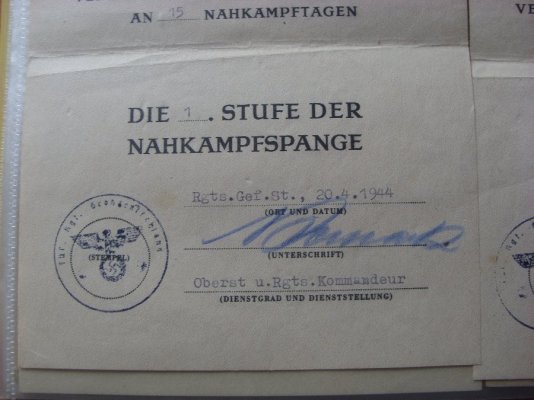 AN 15 NAHKAMPFTAGEN
DIE 1. STUFE DER
NAHKAMPFSPANGE
Rgts.Gef.St., 20.4.1944
(ORT UND DATUM)
(STEMPEL)
(UNTERSCHRIFT)
Oberst u.Rgts.Kommandeur
(DIENSTGRAD UND DIENSTSTELLUNG)
VE